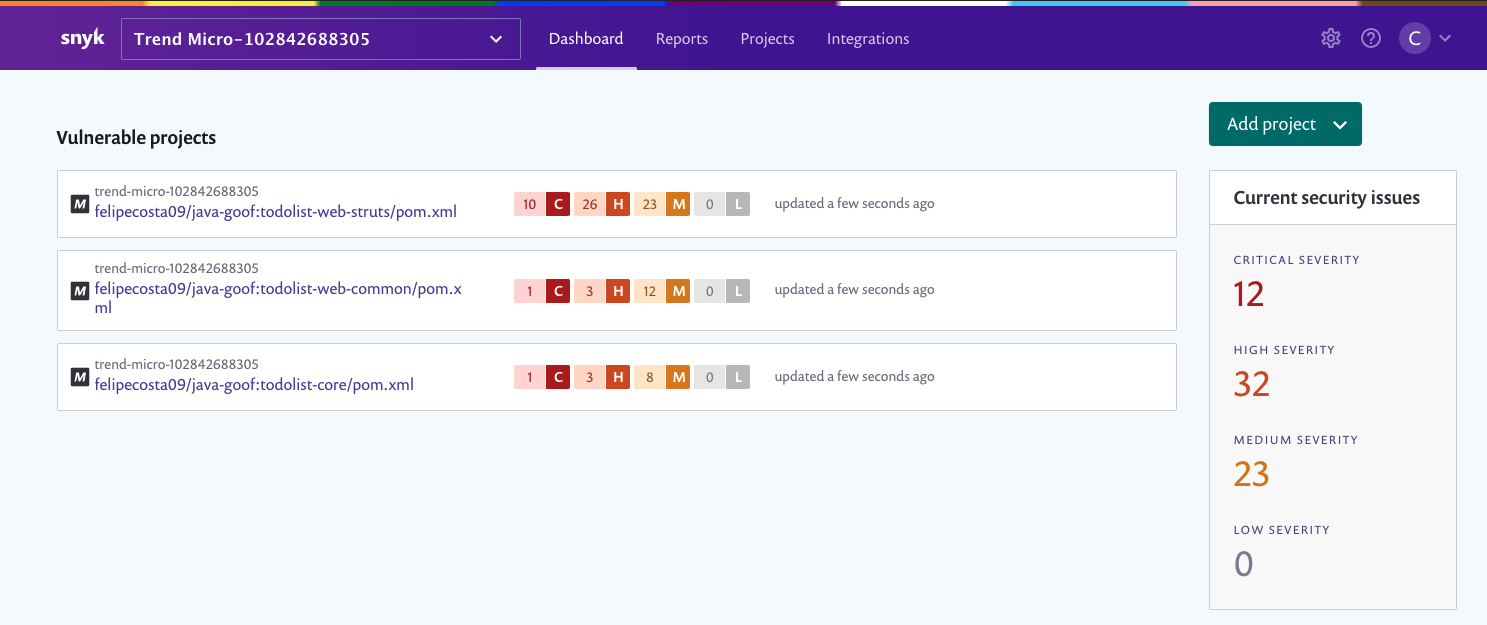 snyk Trend Micro-102842688305 Dashboard Reports Projects Integrations C
Add project
Vulnerable projects
trend-micro-102842688305
M felipecosta09/java-goof:todolist-web-struts/pom.xml 10 C 26 H 23 M 0 L updated a few seconds ago
trend-micro-102842688305
M felipecosta09/java-goof:todolist-web-common/pom.x
ml 1 C 3 H 12 M 0 L updated a few seconds ago
trend-micro-102842688305
M felipecosta09/java-goof:todolist-core/pom.xml 1 C 3 H 8 M 0 L updated a few seconds ago
Current security issues
CRITICAL SEVERITY
12
HIGH SEVERITY
32
MEDIUM SEVERITY
23
LOW SEVERITY
0